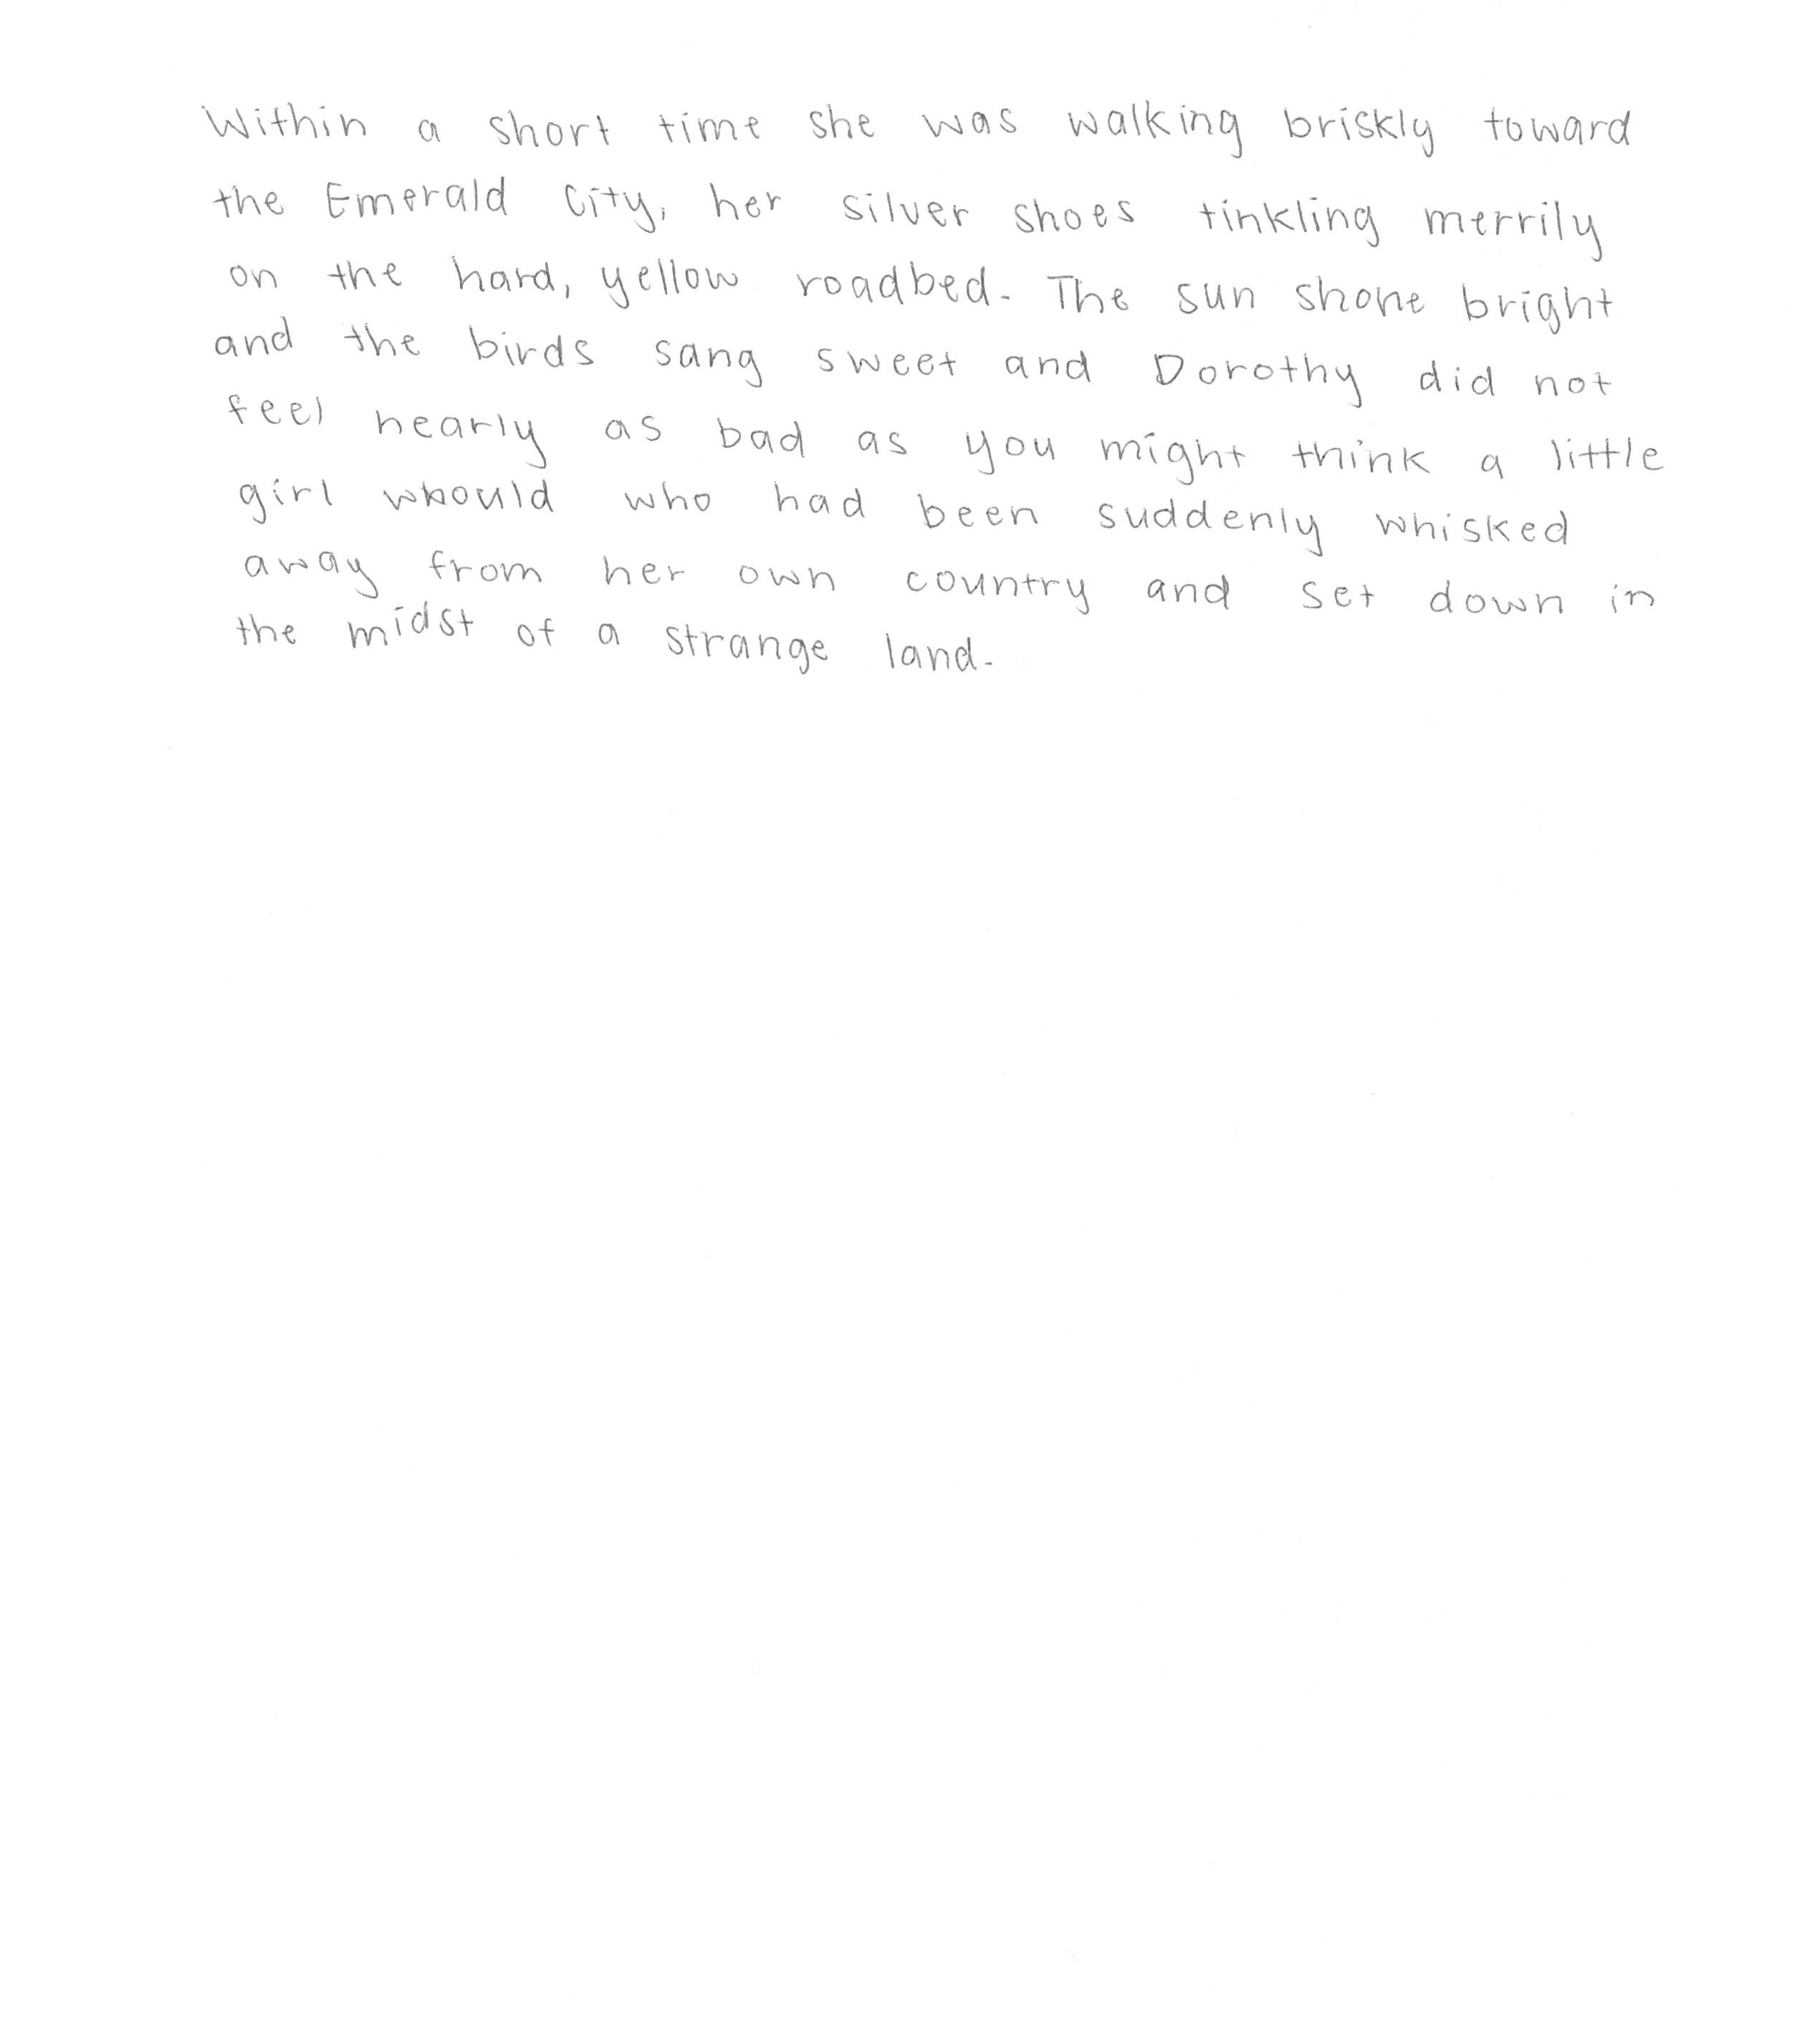 Within a short time she was walking briskly toward
the Emerald City, her silver shoes tinkling merrily
on the hard, yellow roadbed. The sun shone bright
and the birds sang sweet and Dorothy did not
feel nearly as bad as you might think a little
girl whould who had been suddenly whisked
away from her own country and set down in
the midst of a strange land.